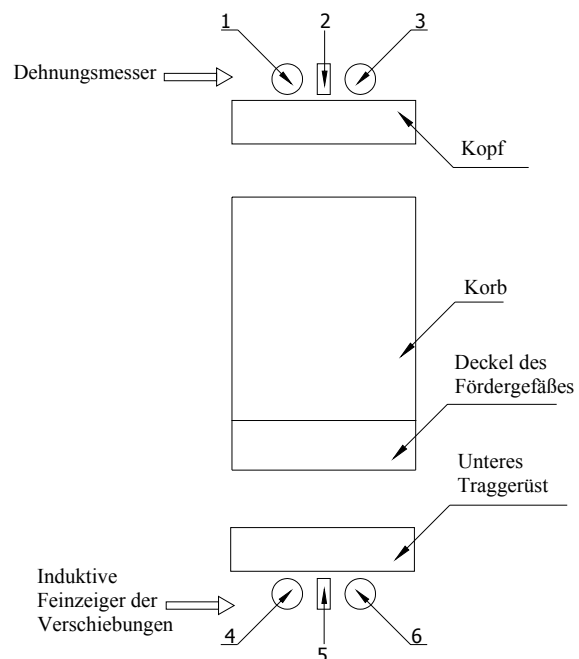 1
2
3
Dehnungsmesser
Kopf
Korb
Deckel des
Fördergefäßes
Unteres
Traggerüst
Induktive
Feinzeiger der
Verschiebungen
4
5
6